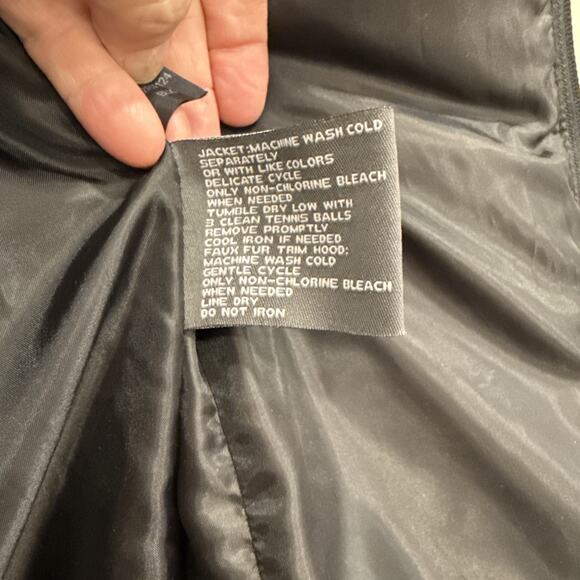 JACKET:MACHINE WASH COLD
SEPARATELY
OR WITH LIKE COLORS
DELICATE CYCLE
ONLY NON-CHLORINE BLEACH
WHEN NEEDED
TUMBLE DRY LOW WITH
3 CLEAN TENNIS BALLS
REMOVE PROMPTLY
COOL IRON IF NEEDED
FAUX FUR TRIM HOOD;
MACHINE WASH COLD
GENTLE CYCLE
ONLY NON-CHLORINE BLEACH
WHEN NEEDED
LINE DRY
DO NOT IRON